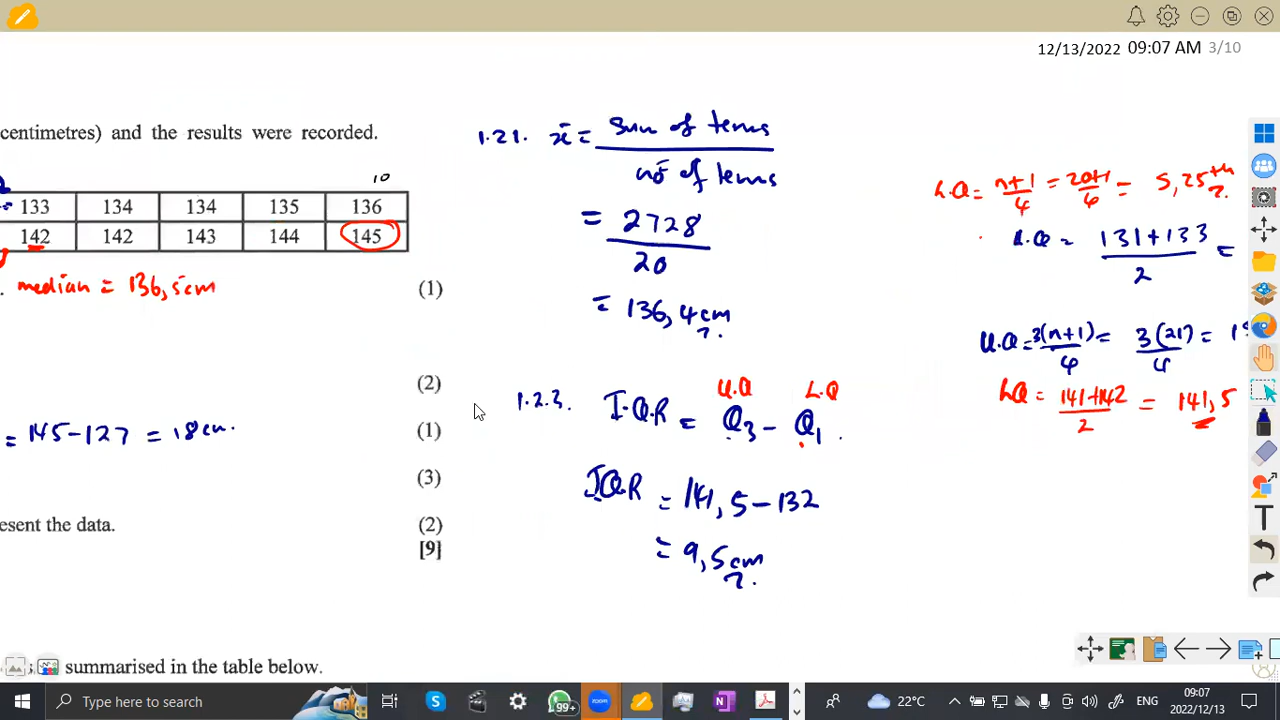 12/13/2022 09:07 AM 3/10
centimetres) and the results were recorded.
10
133 134 134 135 136
142 142 143 144 145
median = 136,5cm
(1)
(2)
= 145-127 = 18cm.
(1)
(3)
resent the data.
(2)
[9]
summarised in the table below.
1.21. x̄ = sum of terms
no of terms
= 2728
20
= 136,4cm
1.2.3. I.Q.R = Q3 - Q1
U.Q L.Q
IQR = 141,5-132
= 9,5cm
L.Q = n+1/4 = 20+1/4 = 5,25th
L.Q = 131+133/2 =
U.Q = 3(n+1)/4 = 3(21)/4 =
LQ = 141+142/2 = 141,5
T
Type here to search
99+
22°C
ENG
09:07
2022/12/13